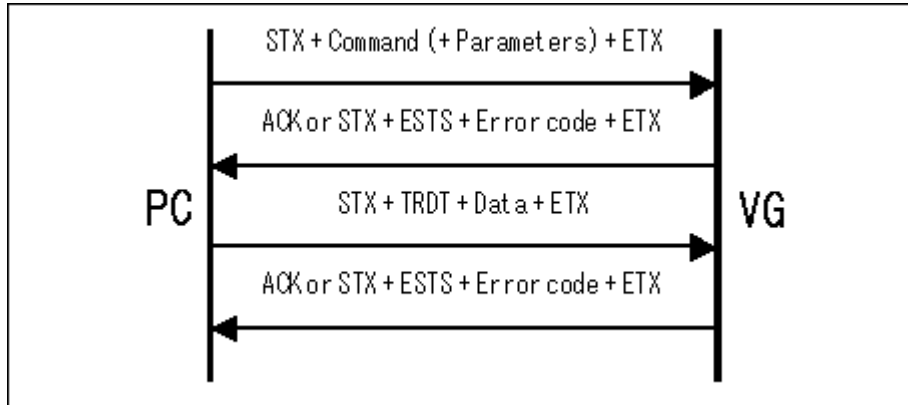 STX + Command (+ Parameters) + ETX
ACK or STX + ESTS + Error code + ETX
PC
STX + TRDT + Data + ETX
VG
ACK or STX + ESTS + Error code + ETX